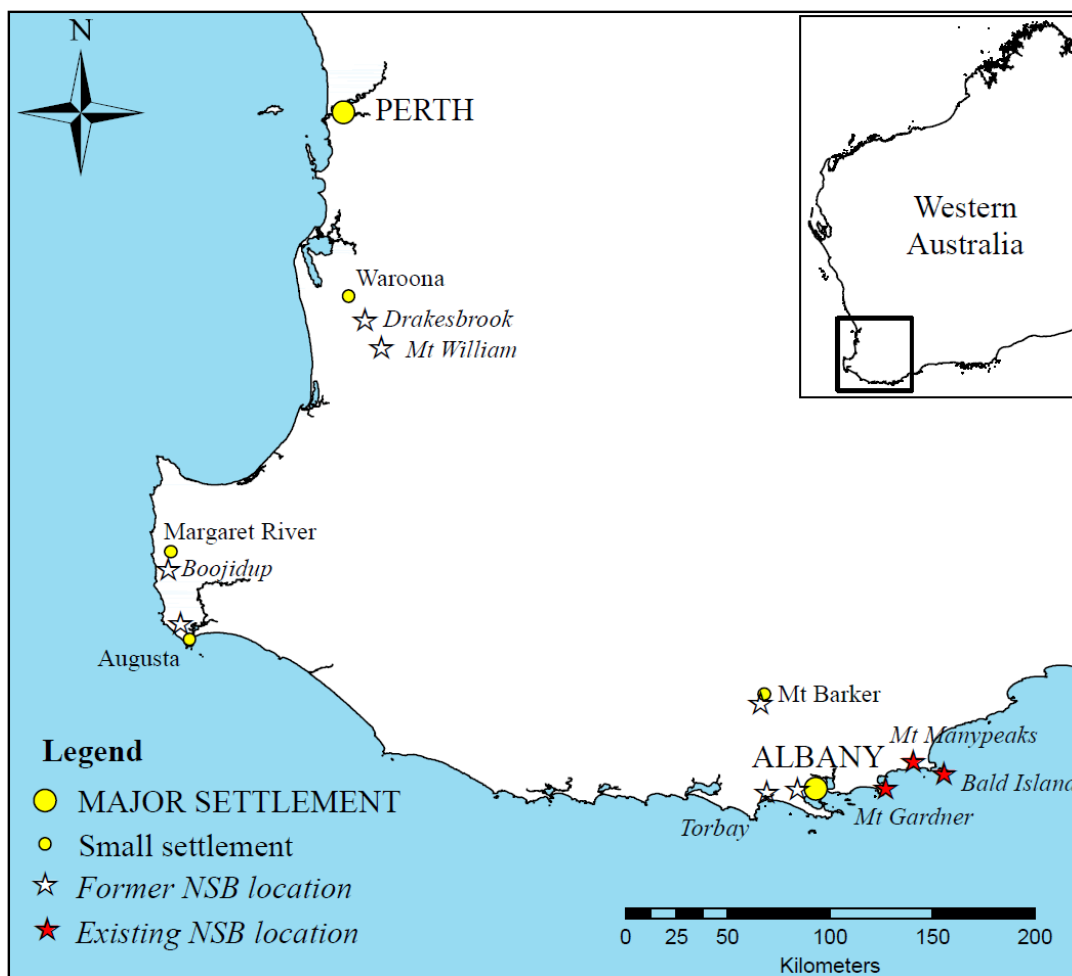 N
PERTH
Western
Australia
Waroona
Drakesbrook
Mt William
Margaret River
Boojidup
Augusta
Mt Barker
Mt Manypeaks
ALBANY
Bald Island
Mt Gardner
Torbay
Legend
MAJOR SETTLEMENT
Small settlement
Former NSB location
Existing NSB location
0 25 50 100 150 200
Kilometers